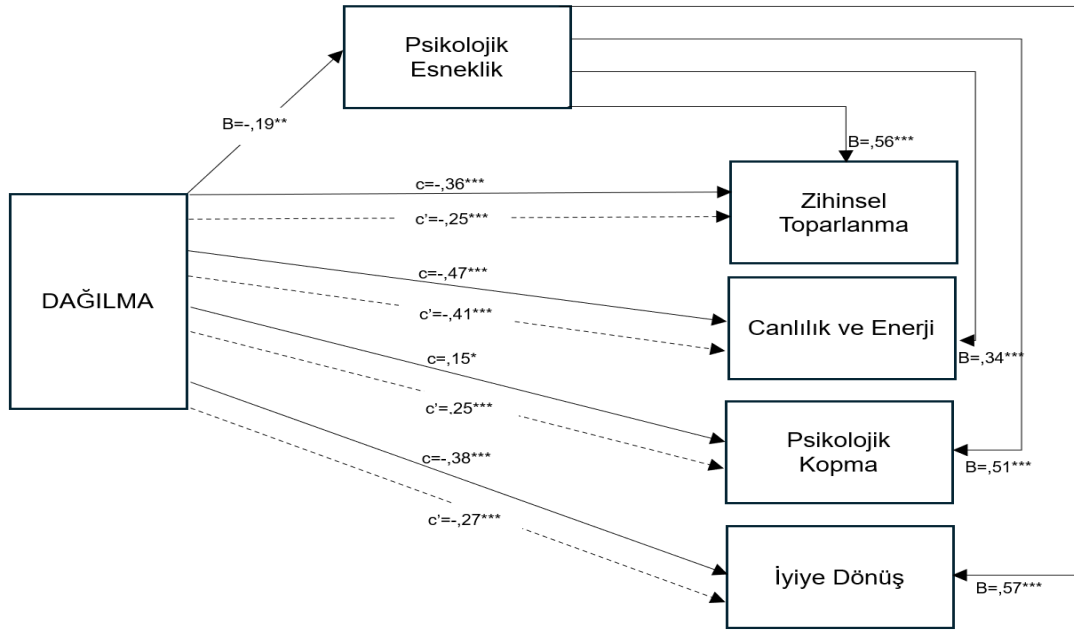 Psikolojik
Esneklik
B=-,19**
B=,56***
c=-,36***
Zihinsel
Toparlanma
c'=-,25***
c=-,47***
DAĞILMA
Canlılık ve Enerji
c'=-,41***
B=,34***
c=,15*
c'=,25***
Psikolojik
Kopma
c=-,38***
B=,51***
c'=-,27***
İyiye Dönüş
B=,57***